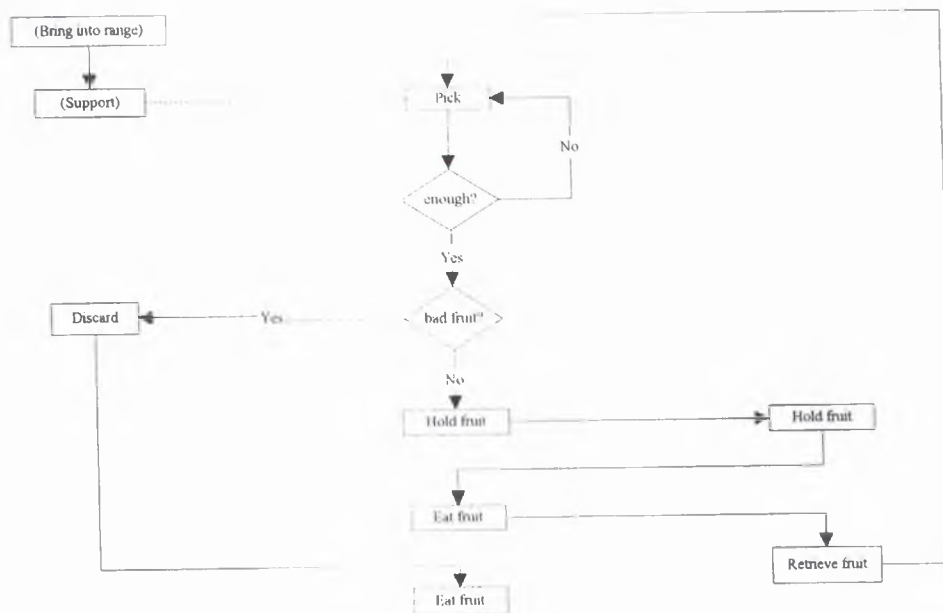 (Bring into range)
(Support)
Pick
No
enough?
Yes
bad fruit?
Yes
Discard
No
Hold fruit
Hold fruit
Eat fruit
Retrieve fruit
Eat fruit